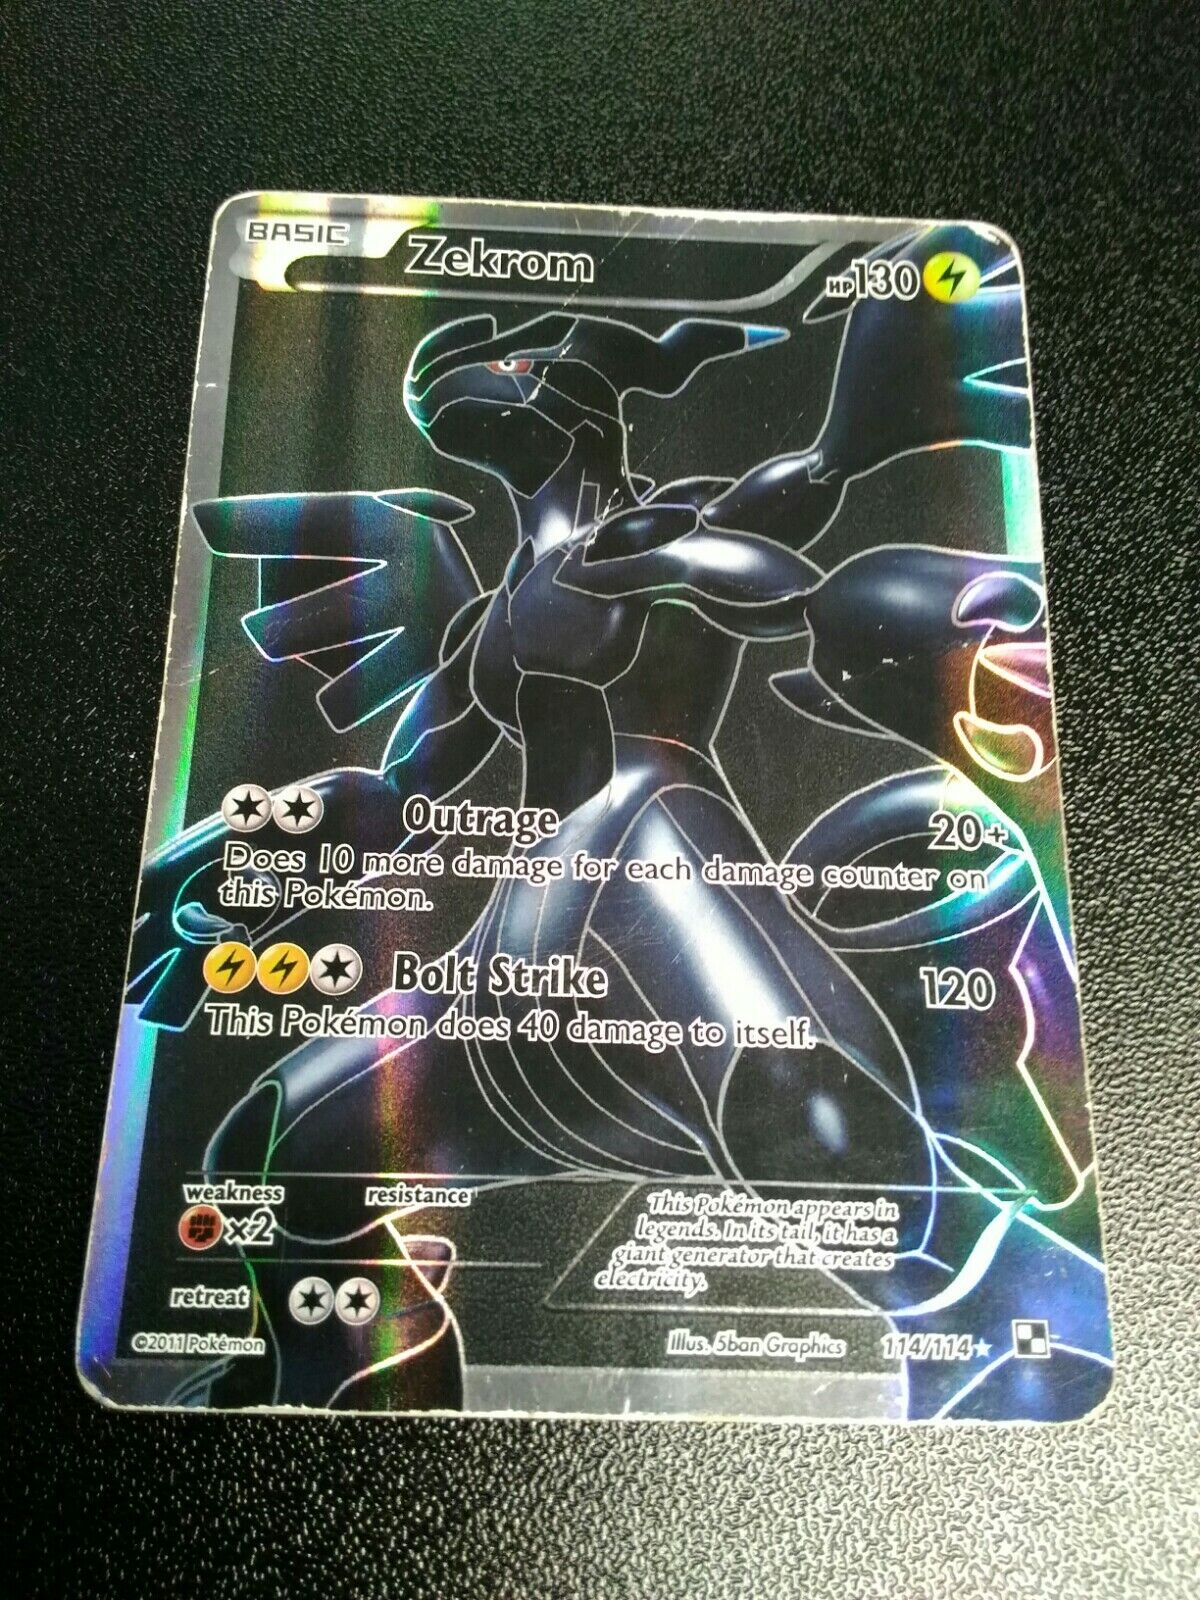 BASIC Zekrom HP130
Outrage 20+
Does 10 more damage for each damage counter on
this Pokémon.
Bolt Strike 120
This Pokémon does 40 damage to itself.
weakness resistance
×2
This Pokémon appears in
legends. In its tail, it has a
giant generator that creates
electricity.
retreat
©2011 Pokémon Illus. 5ban Graphics 114/114